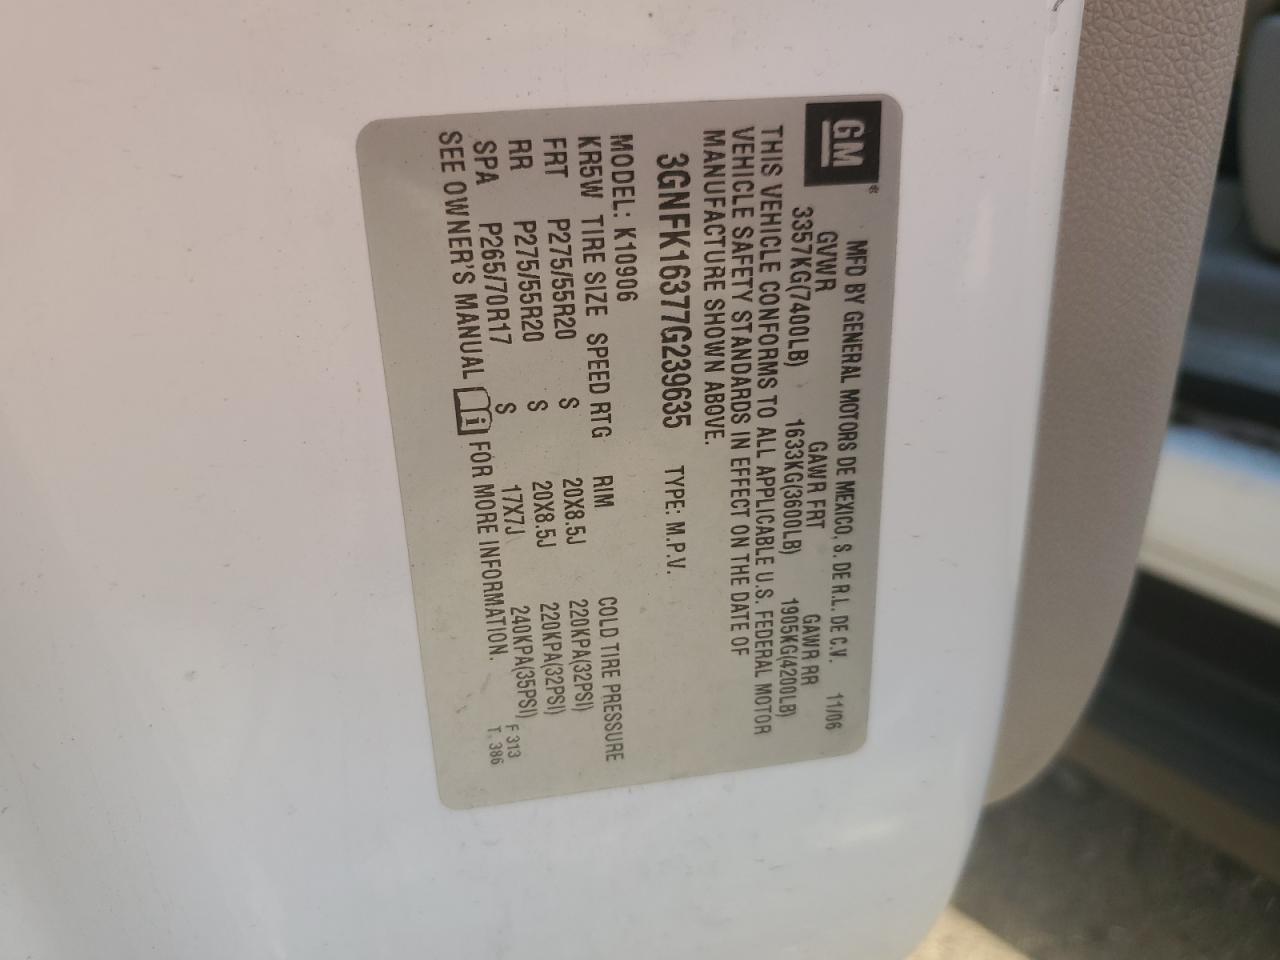 GM
MFD BY GENERAL MOTORS DE MEXICO, S. DE R.L. DE C.V. 11/06
GVWR GAWR FRT GAWR RR
3357KG(7400LB) 1633KG(3600LB) 1905KG(4200LB)
THIS VEHICLE CONFORMS TO ALL APPLICABLE U.S. FEDERAL MOTOR
VEHICLE SAFETY STANDARDS IN EFFECT ON THE DATE OF
MANUFACTURE SHOWN ABOVE.
3GNFK16377G239635 TYPE: M.P.V.
MODEL: K10906
KR5W TIRE SIZE SPEED RTG RIM COLD TIRE PRESSURE
FRT P275/55R20 S 20X8.5J 220KPA(32PSI)
RR P275/55R20 S 20X8.5J 220KPA(32PSI)
SPA P265/70R17 S 17X7J 240KPA(35PSI) F 313
SEE OWNER'S MANUAL i FOR MORE INFORMATION. T. 386